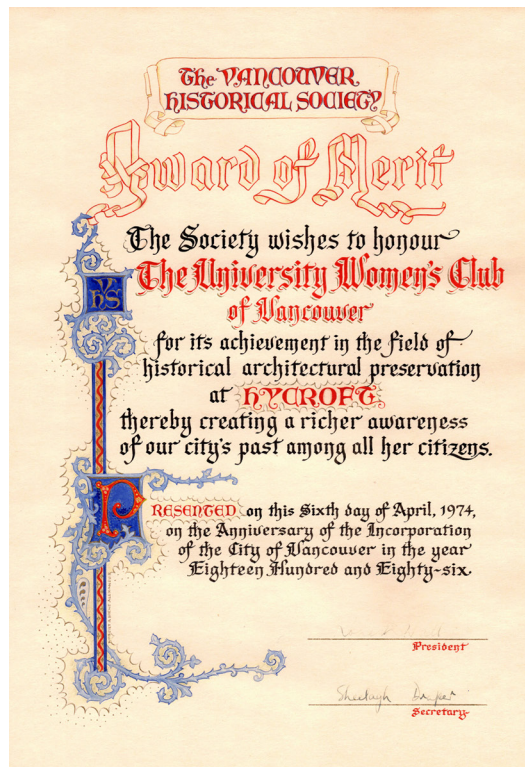 The VANCOUVER
HISTORICAL SOCIETY
Award of Merit
The Society wishes to honour
The University Women's Club
of Vancouver
for its achievement in the field of
historical architectural preservation
at HYCROFT
thereby creating a richer awareness
of our city's past among all her citizens.
VHS
PRESENTED on this Sixth day of April, 1974,
on the Anniversary of the Incorporation
of the City of Vancouver in the year
Eighteen Hundred and Eighty-six.
President
Sheelagh Draper
Secretary